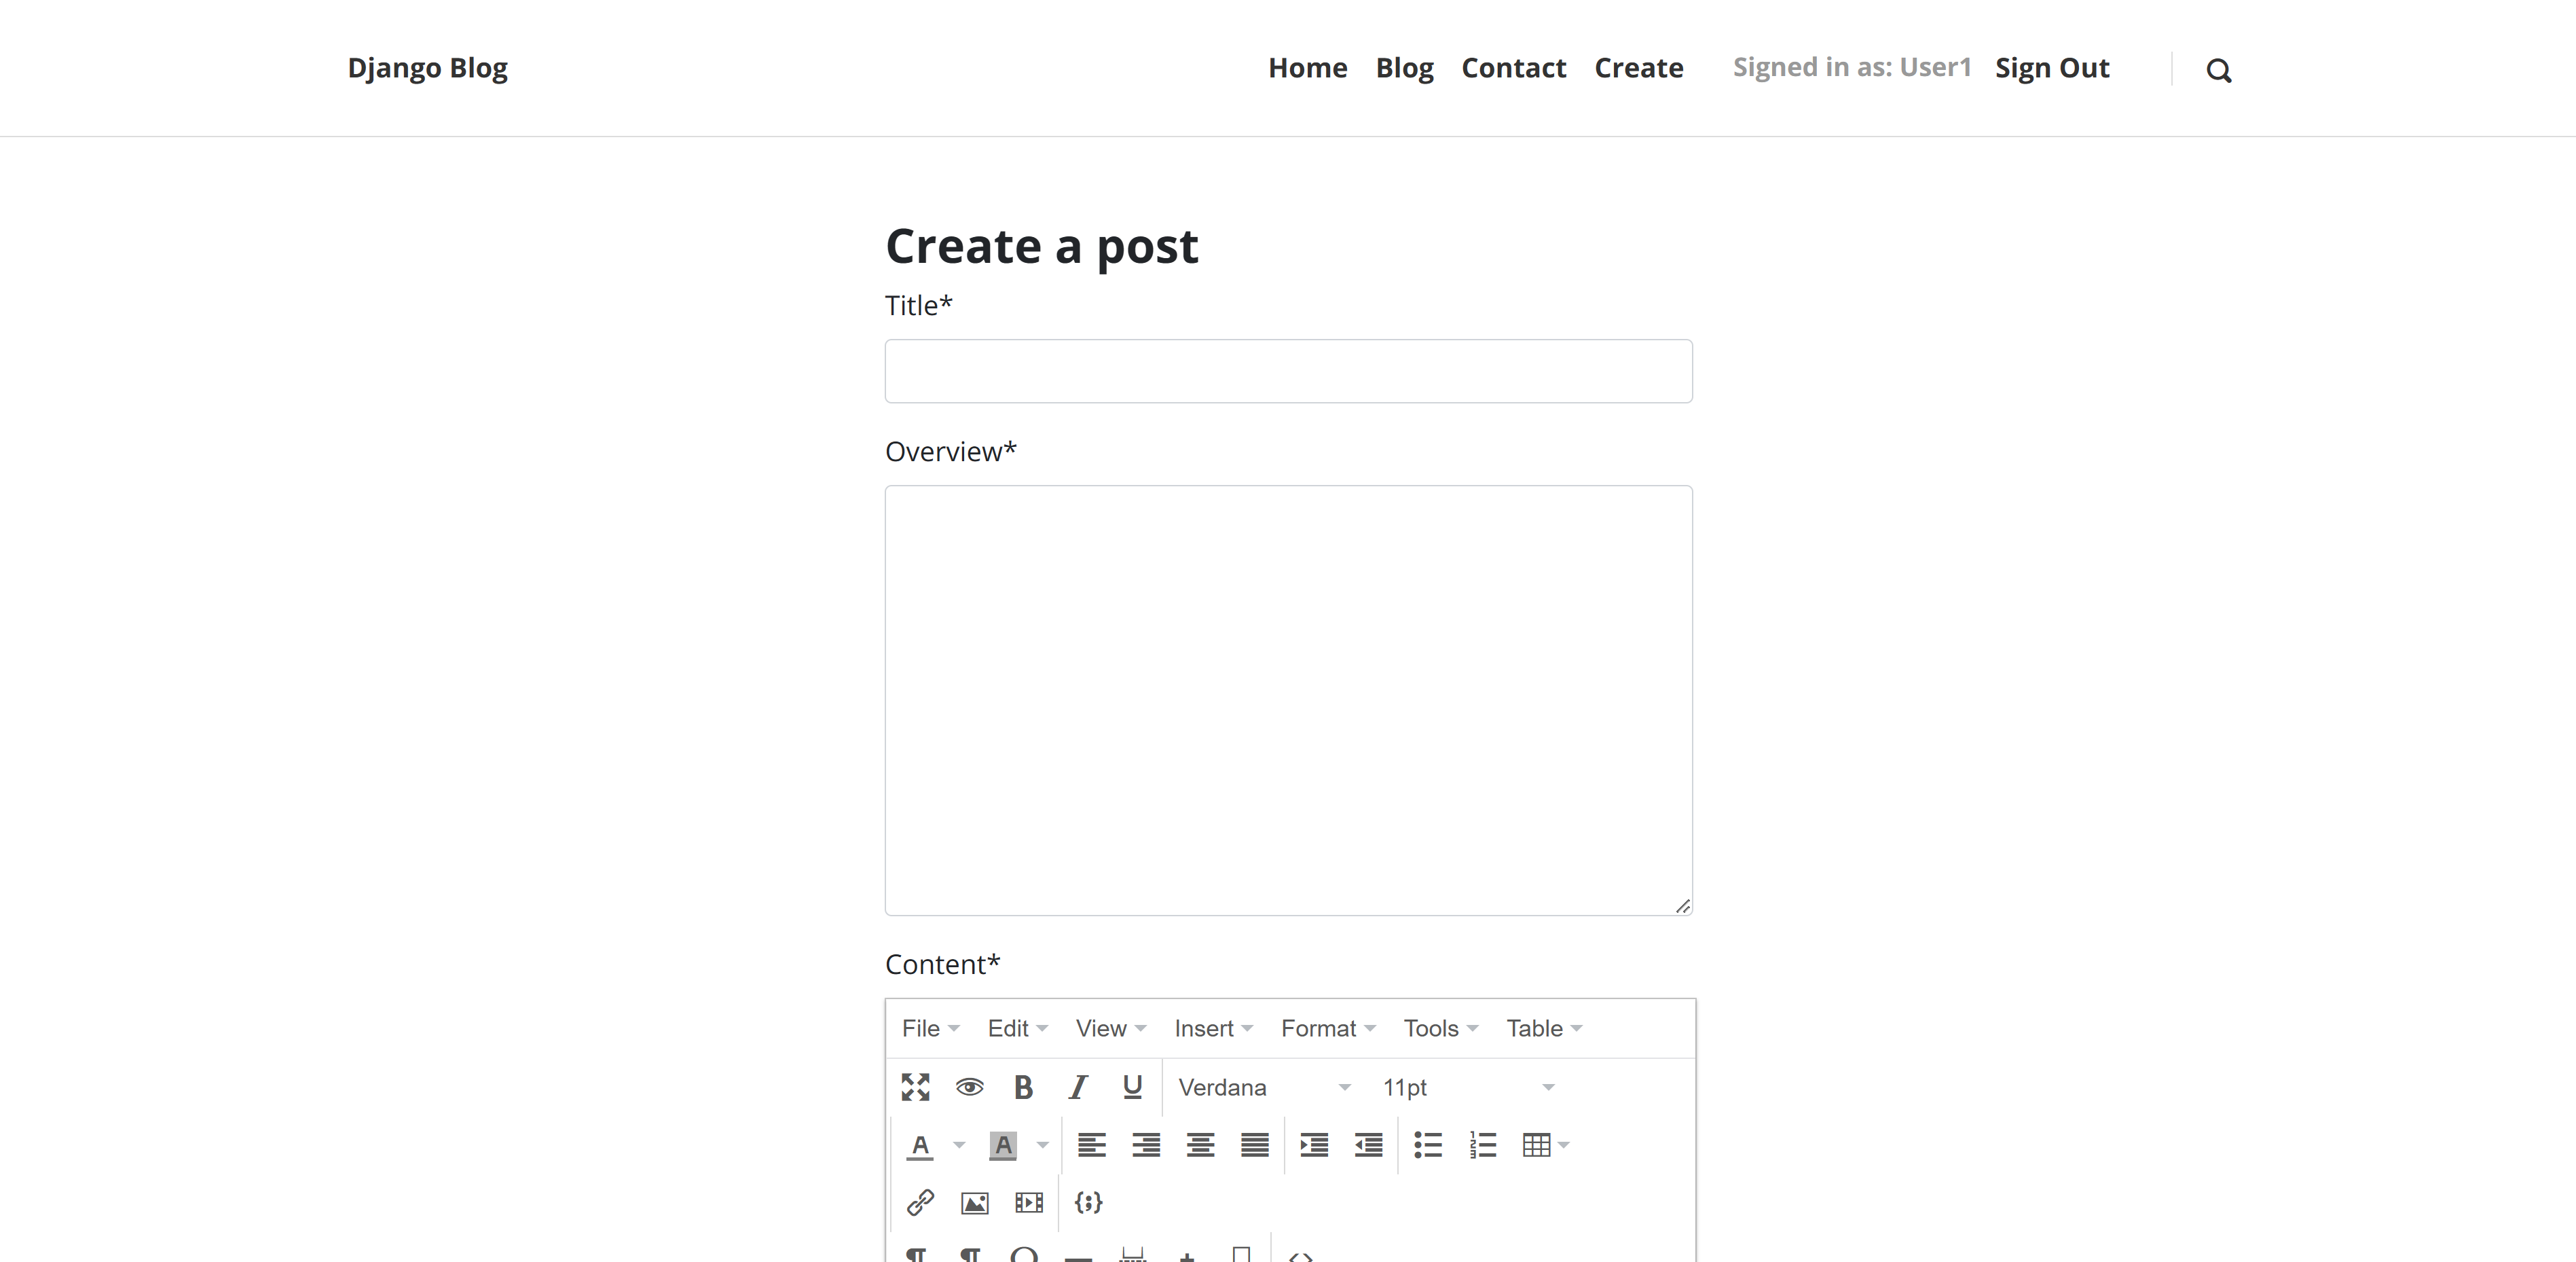 Django Blog Home Blog Contact Create Signed in as: User1 Sign Out
Create a post
Title*
Overview*
Content*
File Edit View Insert Format Tools Table
B I U Verdana 11pt
A A
{;}